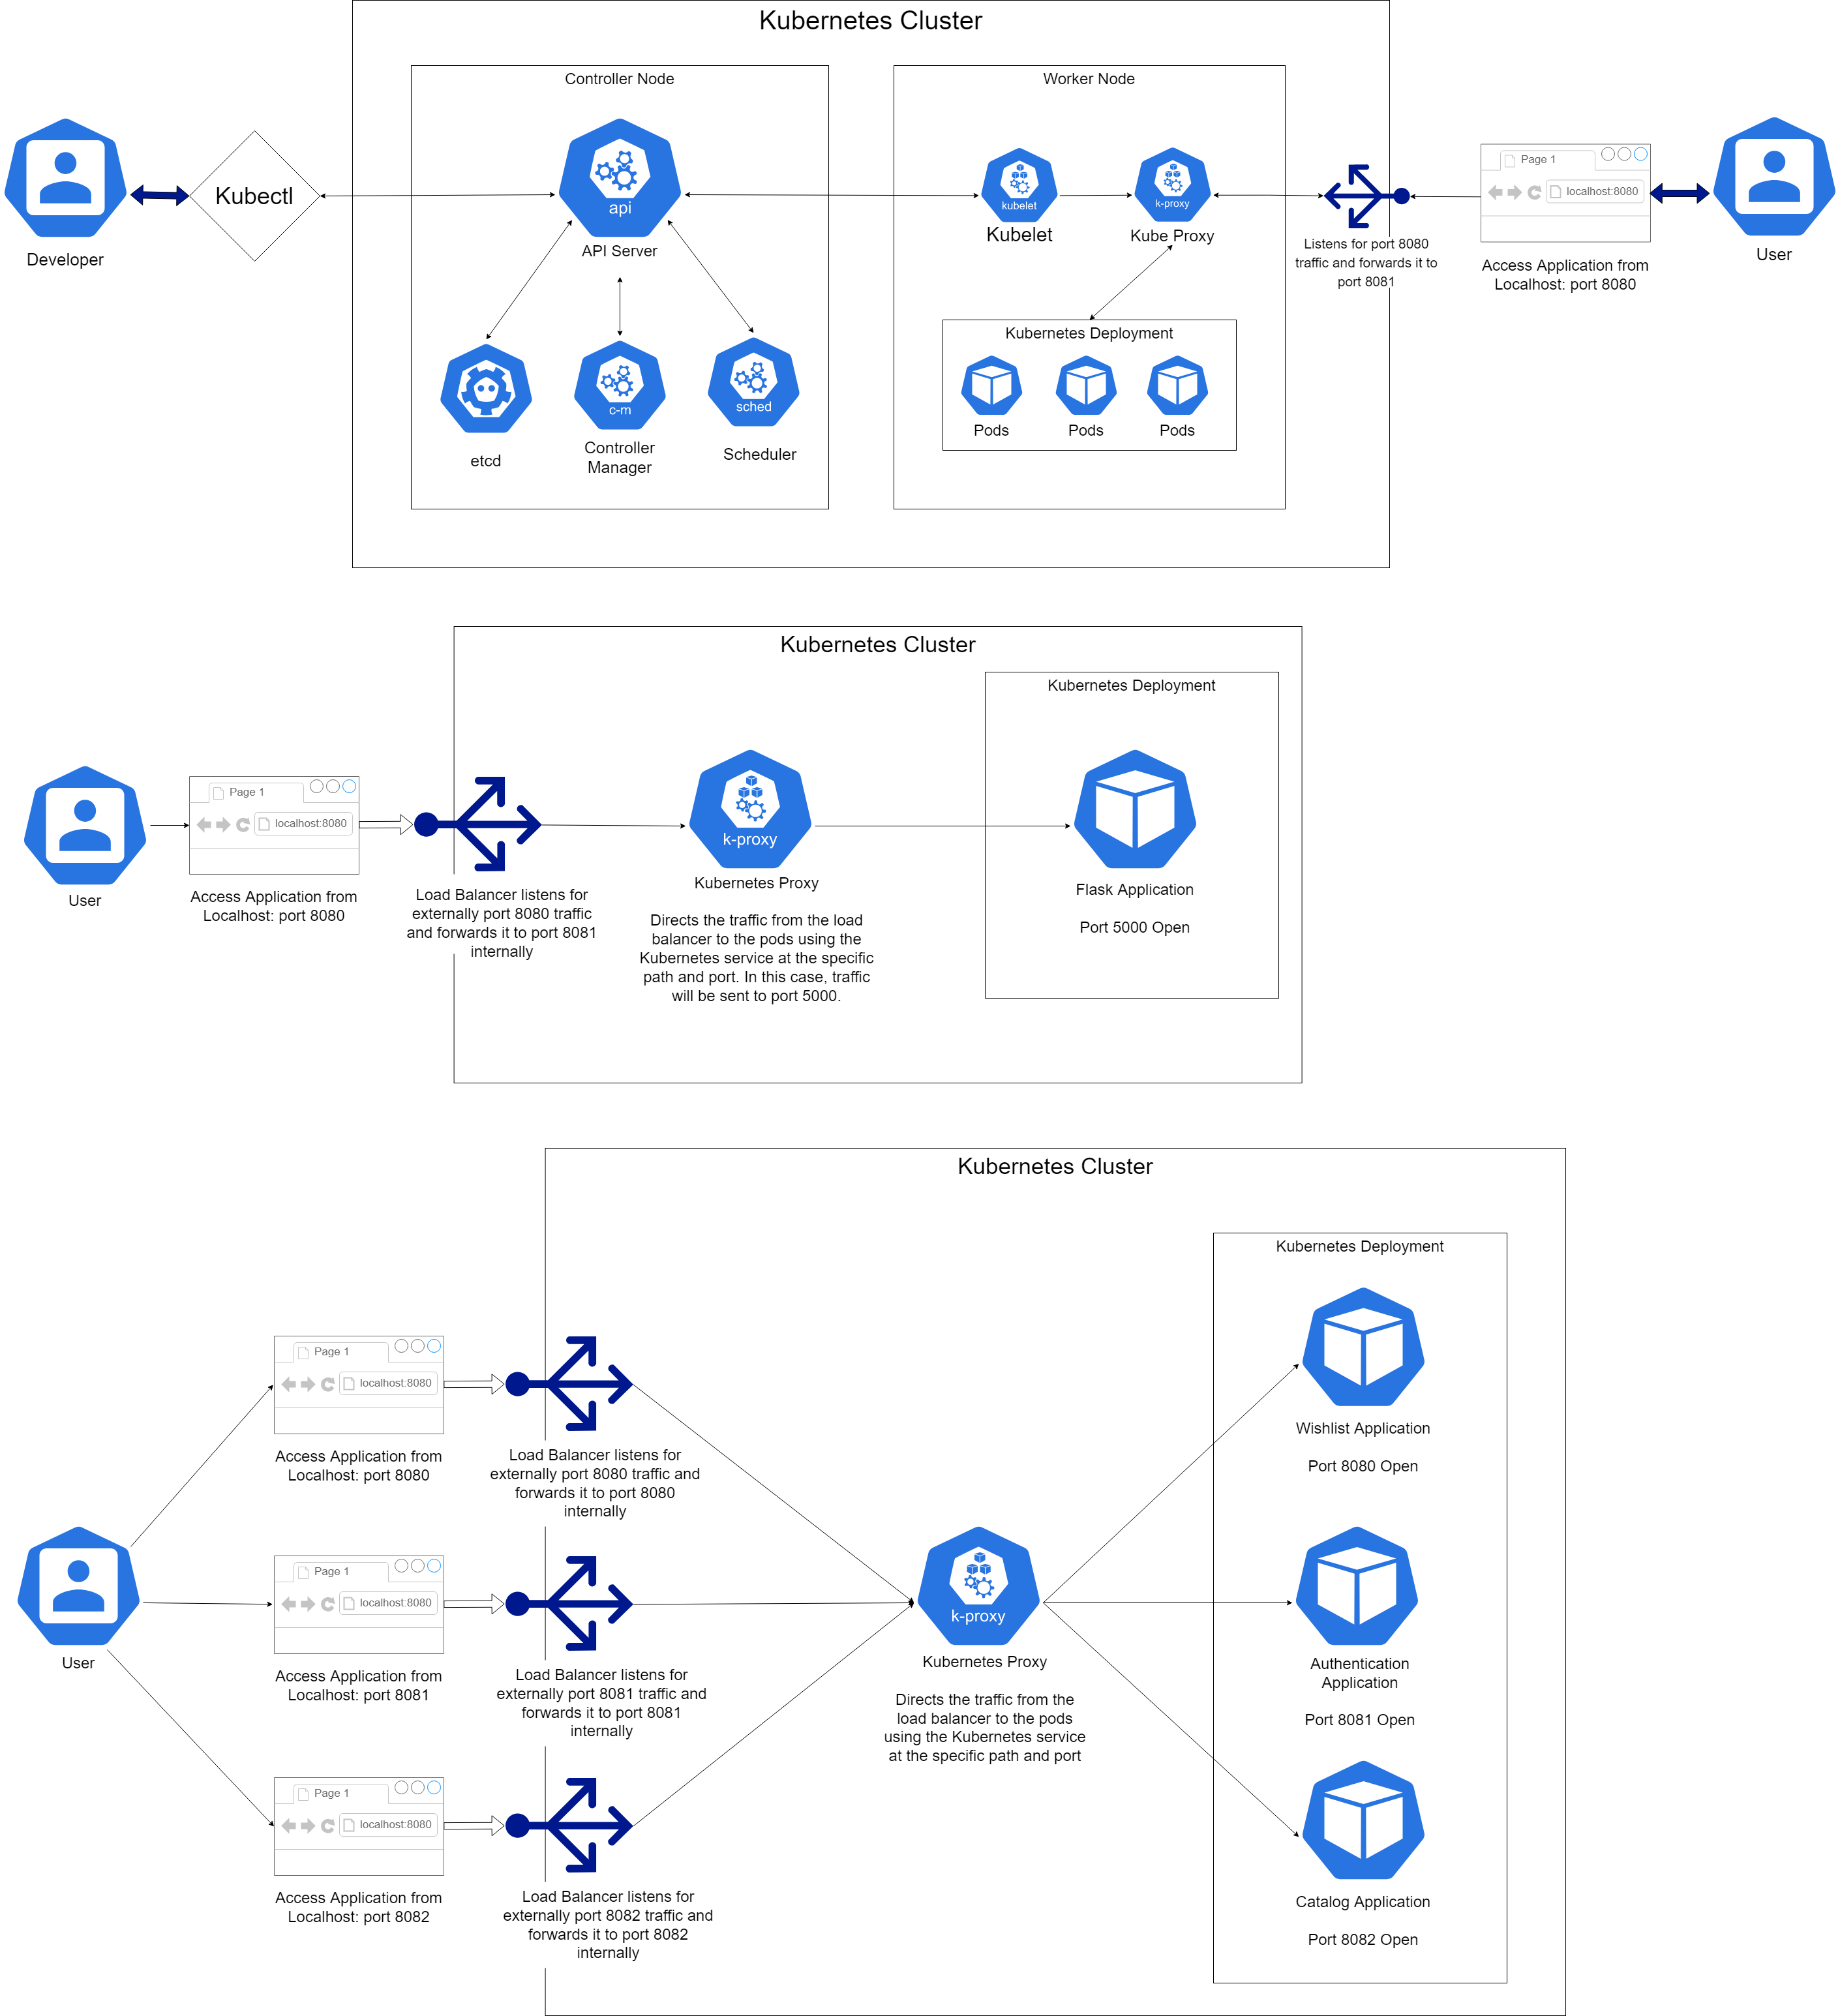 Kubernetes Cluster
Controller Node
Worker Node
api
API Server
kubelet
Kubelet
k-proxy
Kube Proxy
Kubectl
Developer
Listens for port 8080
traffic and forwards it to
port 8081
Page 1
localhost:8080
Access Application from
Localhost: port 8080
User
Kubernetes Deployment
Pods
Pods
Pods
etcd
c-m
Controller
Manager
sched
Scheduler
Kubernetes Cluster
Kubernetes Deployment
User
Page 1
localhost:8080
Access Application from
Localhost: port 8080
Load Balancer listens for
externally port 8080 traffic
and forwards it to port 8081
internally
k-proxy
Kubernetes Proxy
Directs the traffic from the load
balancer to the pods using the
Kubernetes service at the specific
path and port. In this case, traffic
will be sent to port 5000.
Flask Application
Port 5000 Open
Kubernetes Cluster
Kubernetes Deployment
Page 1
localhost:8080
Access Application from
Localhost: port 8080
Load Balancer listens for
externally port 8080 traffic and
forwards it to port 8080
internally
Wishlist Application
Port 8080 Open
User
Page 1
localhost:8080
Access Application from
Localhost: port 8081
Load Balancer listens for
externally port 8081 traffic and
forwards it to port 8081
internally
k-proxy
Kubernetes Proxy
Directs the traffic from the
load balancer to the pods
using the Kubernetes service
at the specific path and port
Authentication
Application
Port 8081 Open
Page 1
localhost:8080
Access Application from
Localhost: port 8082
Load Balancer listens for
externally port 8082 traffic and
forwards it to port 8082
internally
Catalog Application
Port 8082 Open